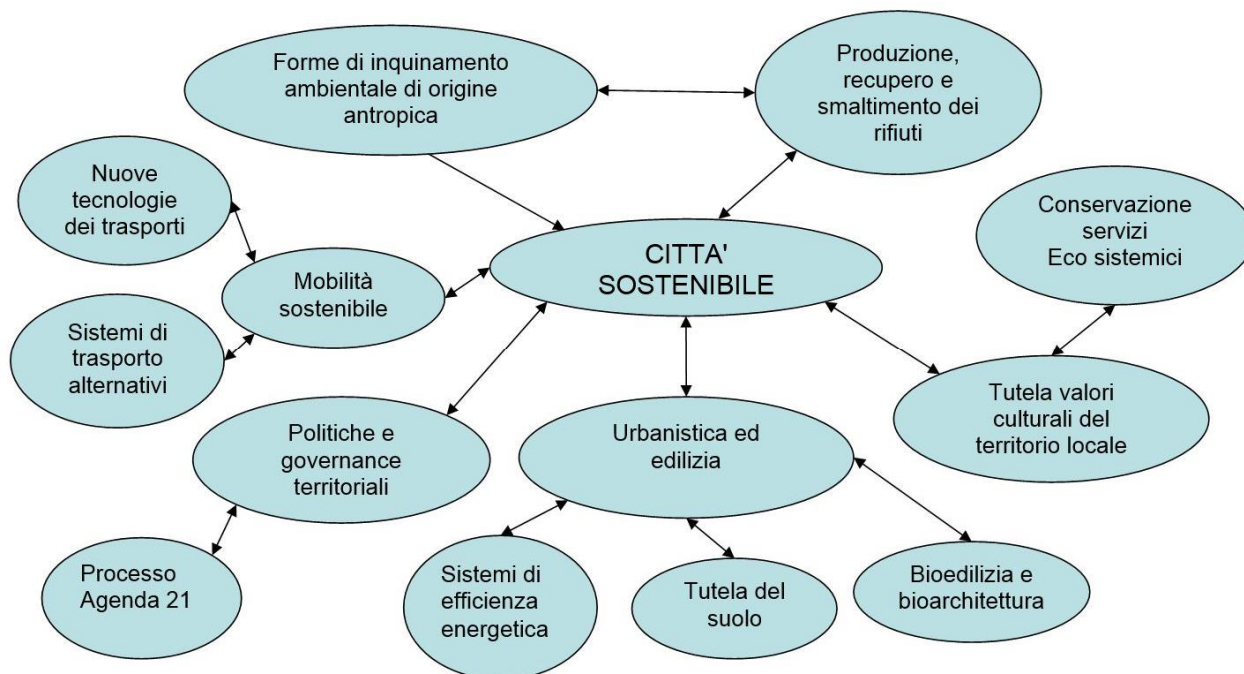 Forme di inquinamento
ambientale di origine
antropica
Produzione,
recupero e
smaltimento dei
rifiuti
Nuove
tecnologie
dei trasporti
Conservazione
servizi
Eco sistemici
CITTA'
SOSTENIBILE
Mobilità
sostenibile
Sistemi di
trasporto
alternativi
Tutela valori
culturali del
territorio locale
Politiche e
governance
territoriali
Urbanistica ed
edilizia
Processo
Agenda 21
Sistemi di
efficienza
energetica
Tutela del
suolo
Bioedilizia e
bioarchitettura